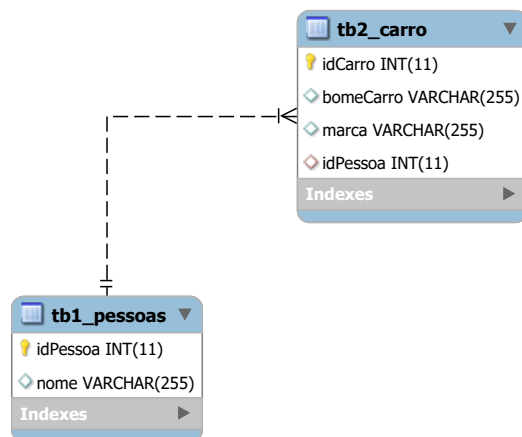 tb2_carro
idCarro INT(11)
bomeCarro VARCHAR(255)
marca VARCHAR(255)
idPessoa INT(11)
Indexes
tb1_pessoas
idPessoa INT(11)
nome VARCHAR(255)
Indexes